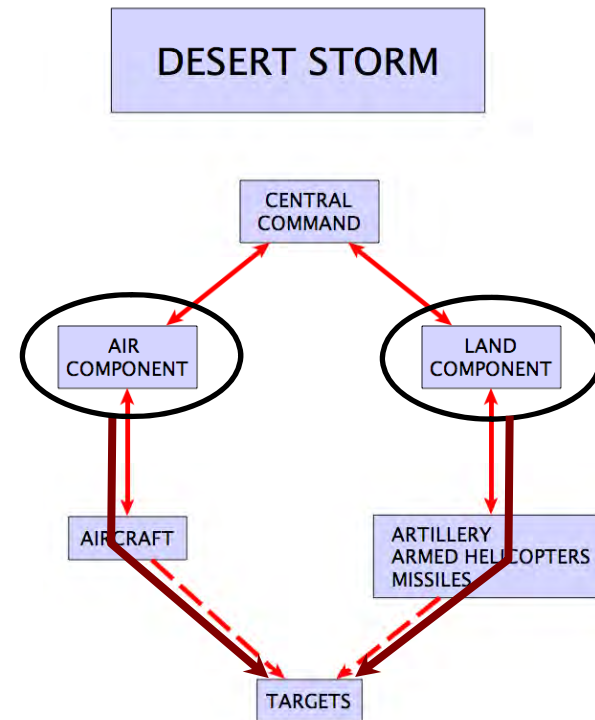 DESERT STORM
CENTRAL
COMMAND
AIR
COMPONENT
LAND
COMPONENT
AIRCRAFT
ARTILLERY
ARMED HELICOPTERS
MISSILES
TARGETS